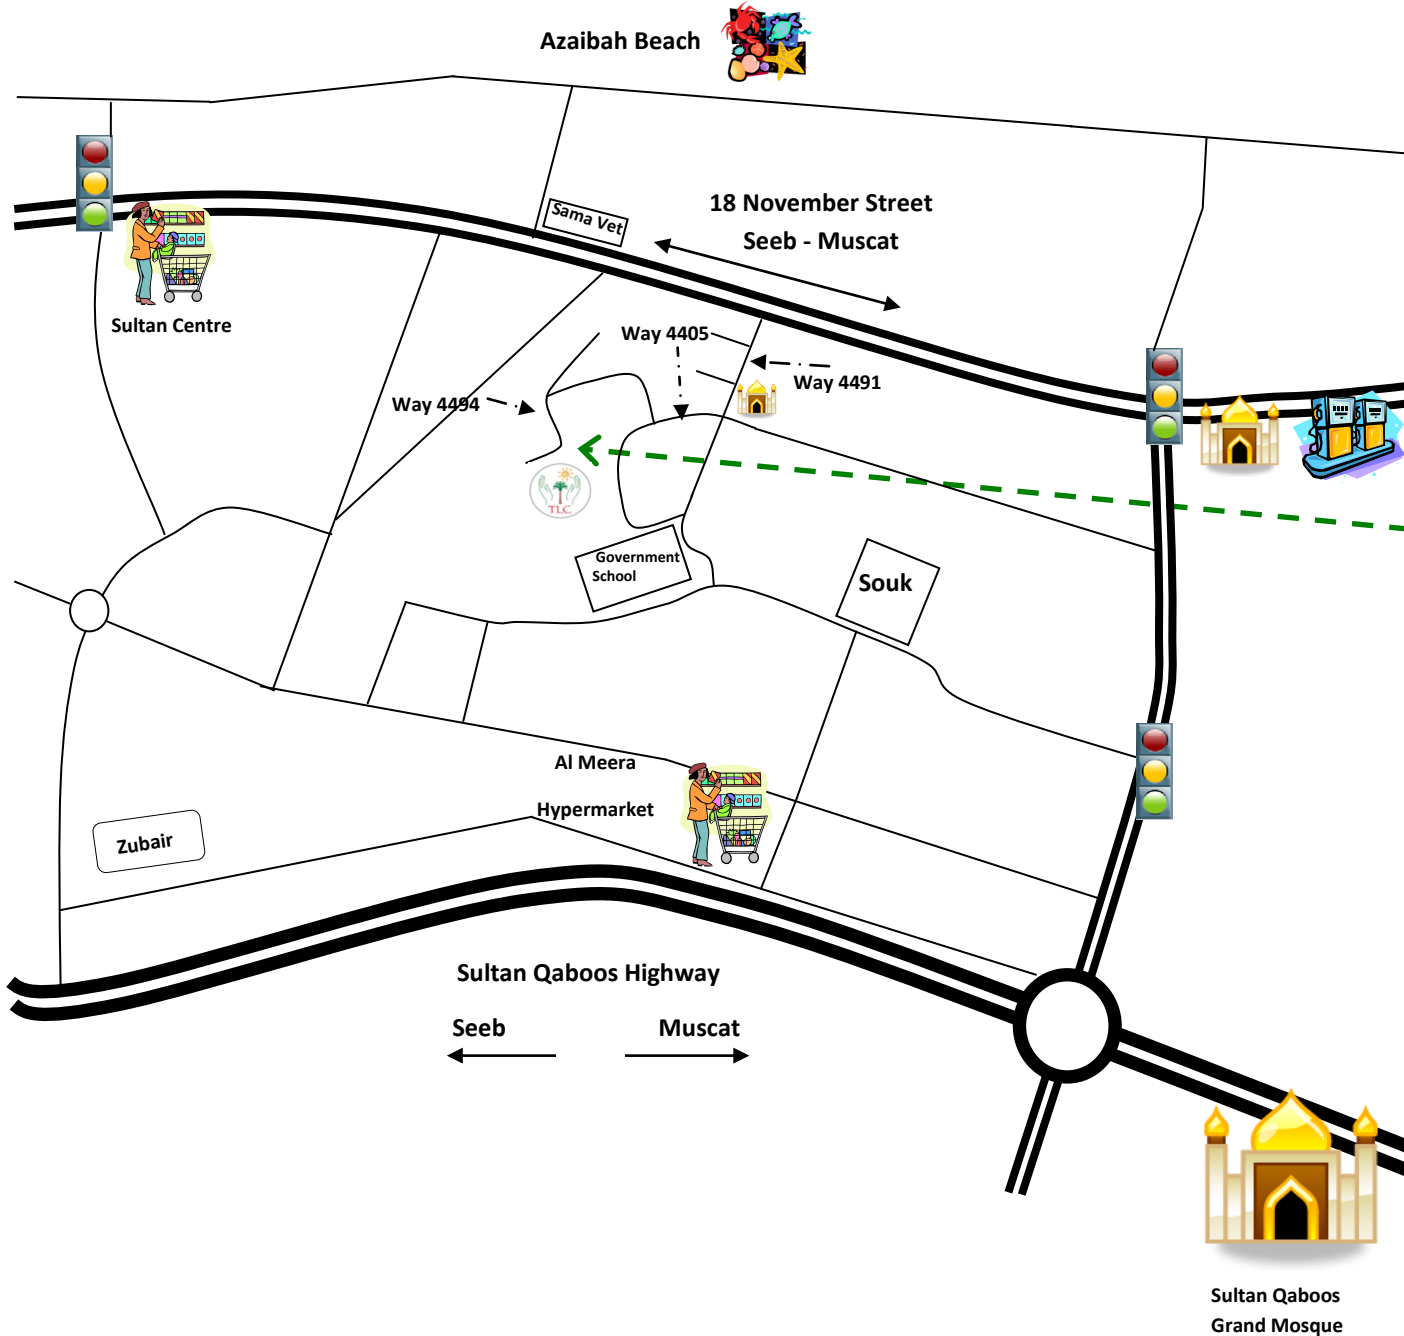 Azaibah Beach
Sama Vet
18 November Street
Seeb - Muscat
Sultan Centre
Way 4405
Way 4491
Way 4494
TLC
Government
School
Souk
Al Meera
Hypermarket
Zubair
Sultan Qaboos Highway
Seeb
Muscat
Sultan Qaboos
Grand Mosque